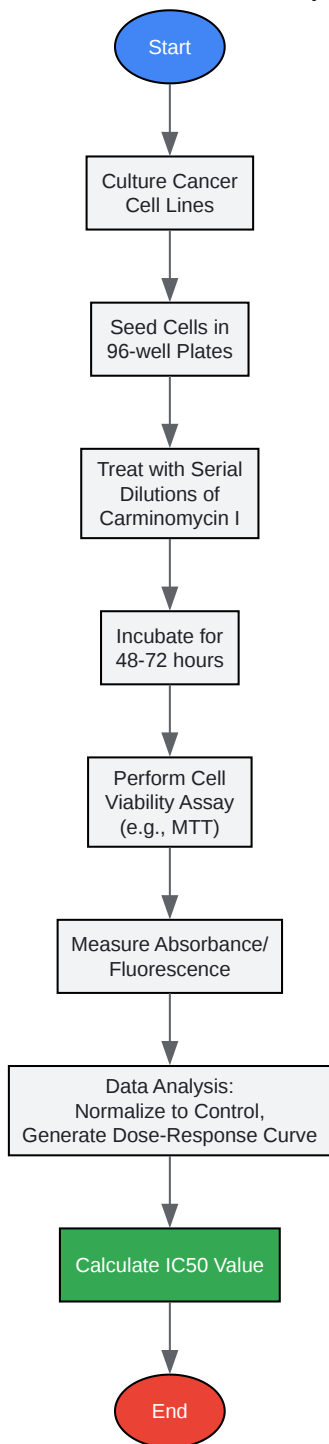 Start
Culture Cancer
Cell Lines
Seed Cells in
96-well Plates
Treat with Serial
Dilutions of
Carminomycin I
Incubate for
48-72 hours
Perform Cell
Viability Assay
(e.g., MTT)
Measure Absorbance/
Fluorescence
Data Analysis:
Normalize to Control,
Generate Dose-Response Curve
Calculate IC50 Value
End